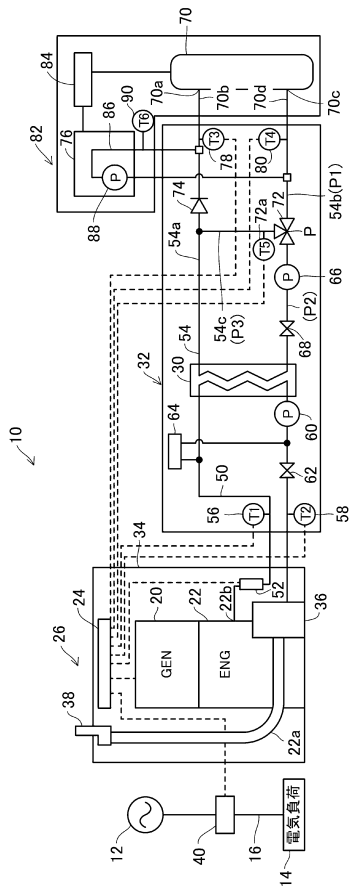 10
12
14
電気負荷
16
40
38
26
24
20
22
GEN
ENG
22b
22a
52
36
34
56
T1
T2
58
50
64
62
60
P
32
30
54
68
(P2)
66
P
54c
(P3)
54a
74
T5
72a
72
P
54b(P1)
T3
78
T4
80
82
84
76
86
88
P
90
T6
70
70a
70b
70d
70c